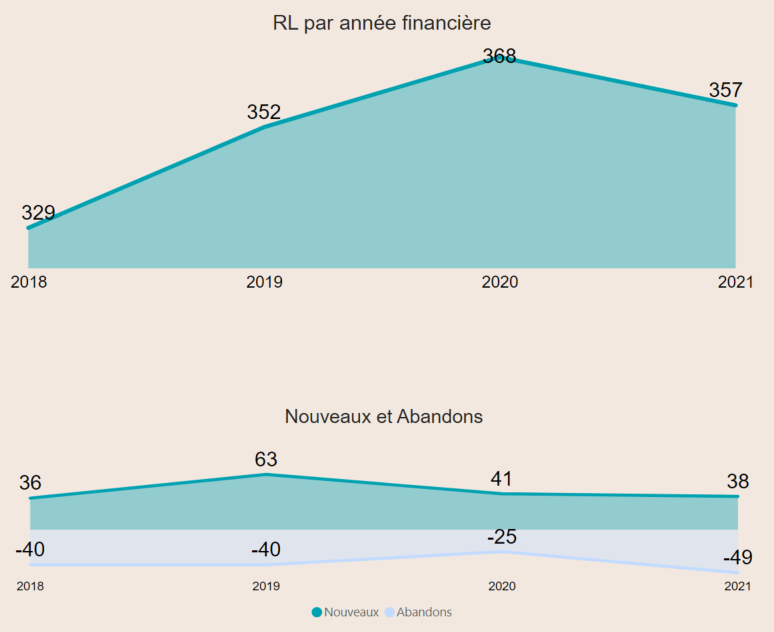 RL par année financière
368
357
352
329
2018 2019 2020 2021
Nouveaux et Abandons
36 63 41 38
-40 -40 -25 -49
2018 2019 2020 2021
Nouveaux Abandons